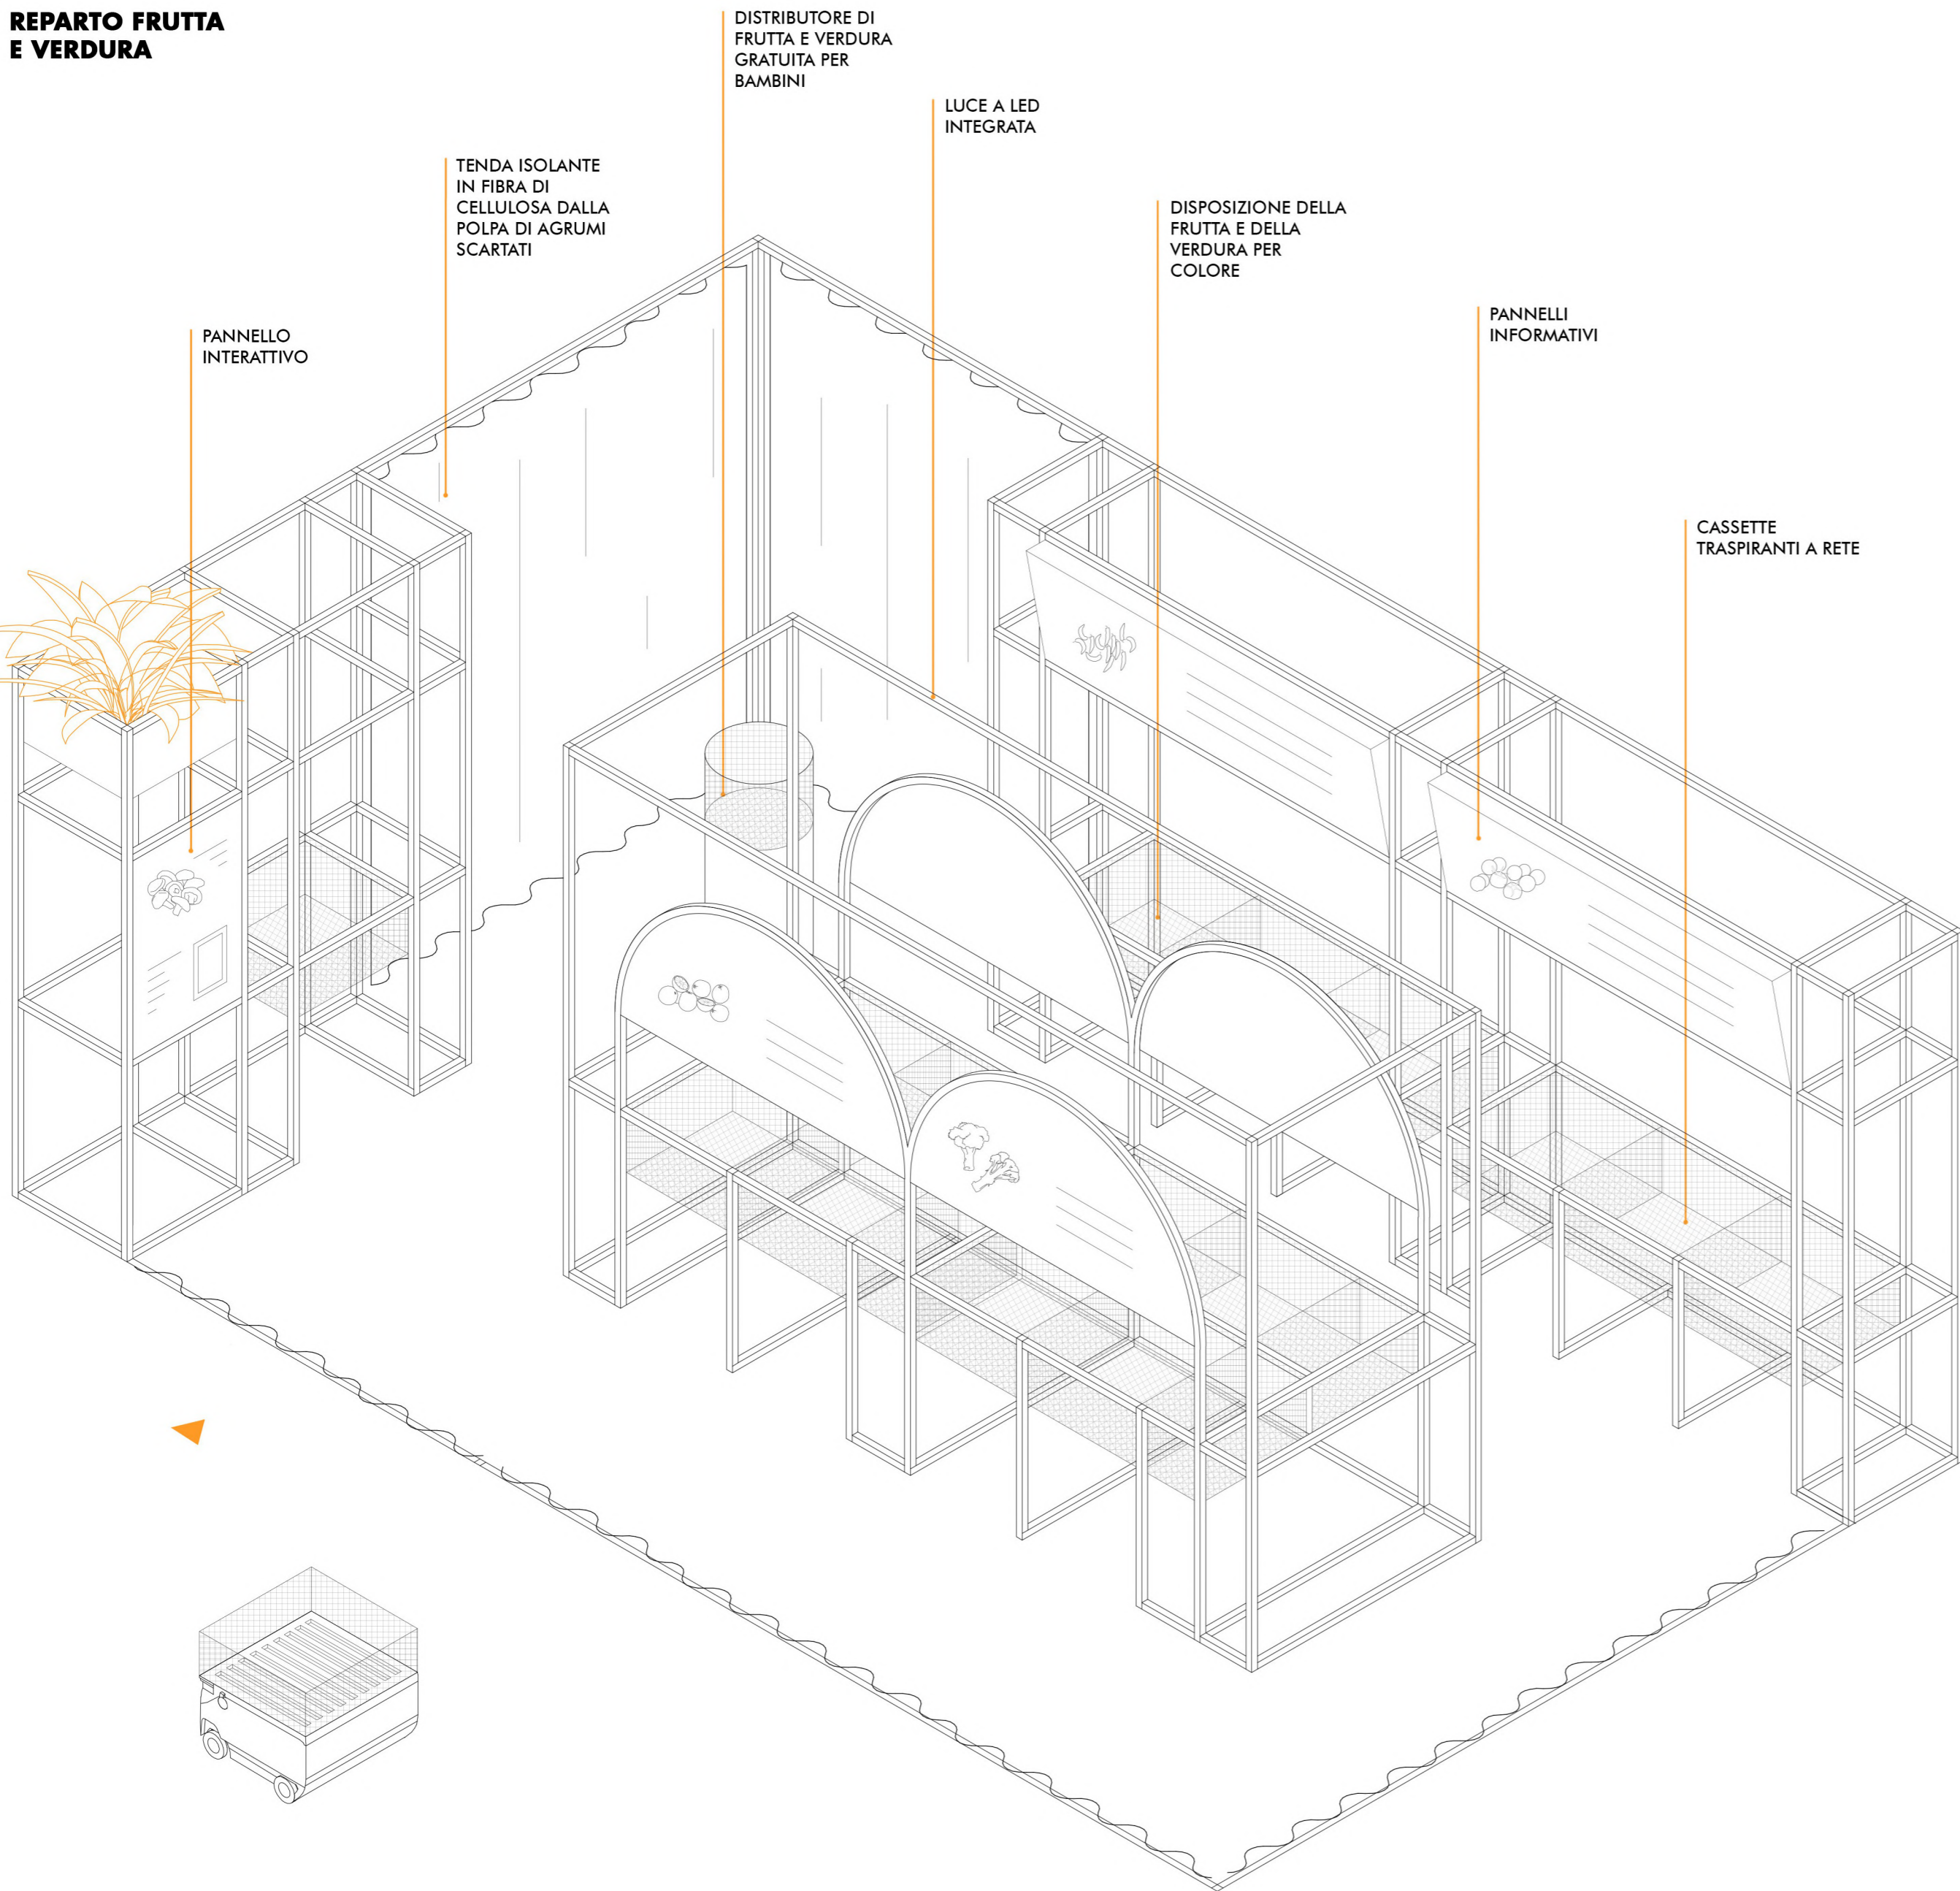 REPARTO FRUTTA
E VERDURA
DISTRIBUTORE DI
FRUTTA E VERDURA
GRATUITA PER
BAMBINI
LUCE A LED
INTEGRATA
TENDA ISOLANTE
IN FIBRA DI
CELLULOSA DALLA
POLPA DI AGRUMI
SCARTATI
DISPOSIZIONE DELLA
FRUTTA E DELLA
VERDURA PER
COLORE
PANNELLI
INFORMATIVI
PANNELLO
INTERATTIVO
CASSETTE
TRASPIRANTI A RETE